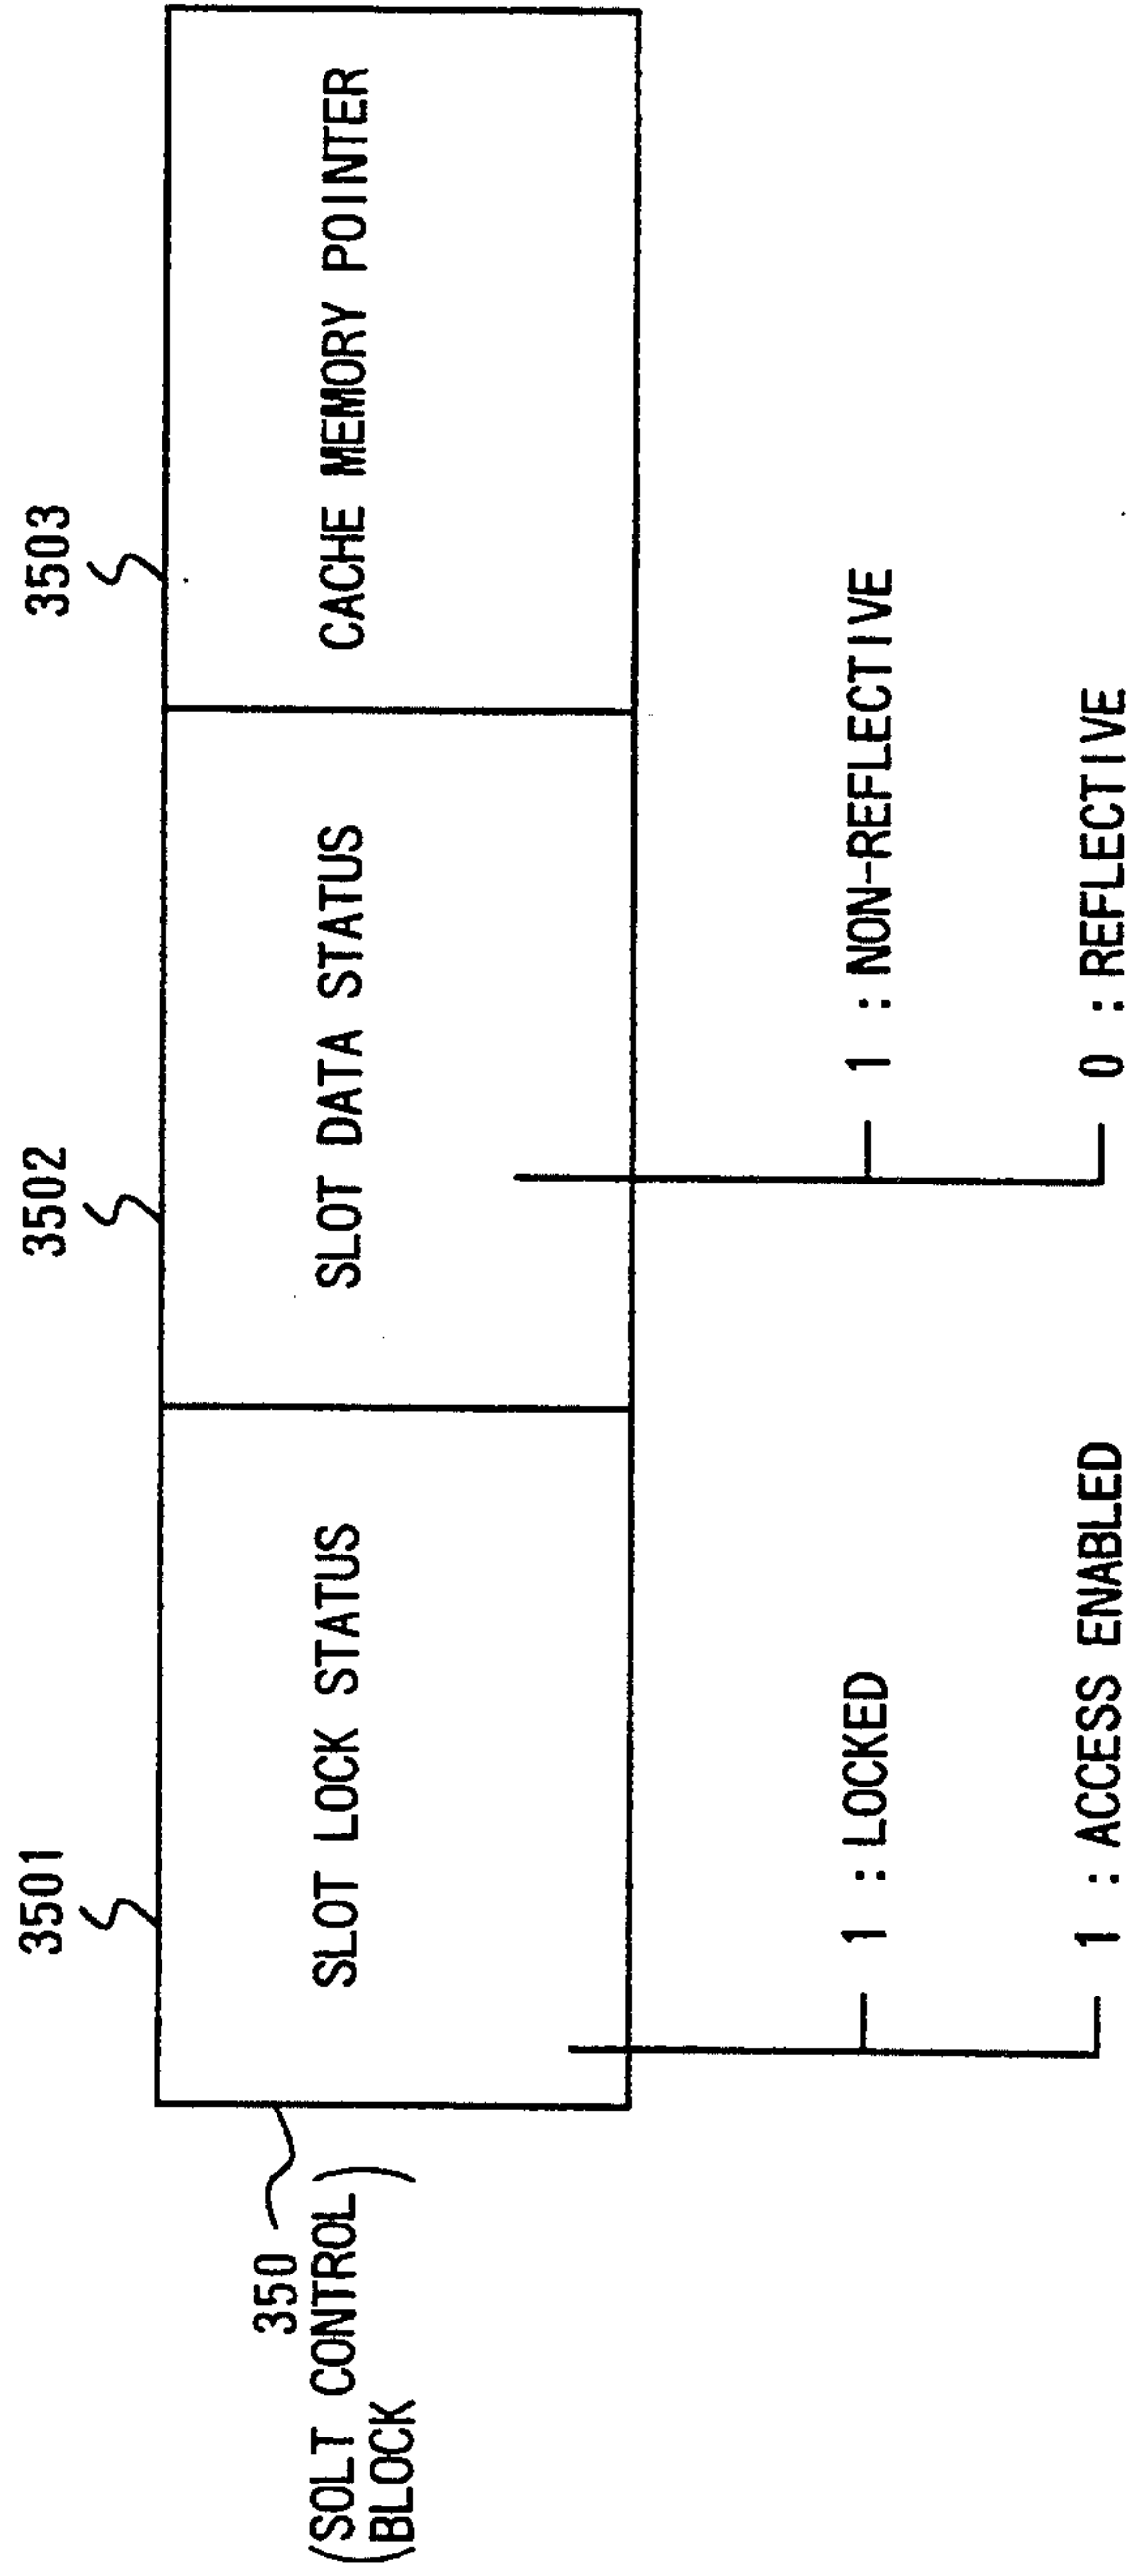 3501
3502
3503
350
(SOLT CONTROL
BLOCK)
SLOT LOCK STATUS
SLOT DATA STATUS
CACHE MEMORY POINTER
1 : LOCKED
1 : ACCESS ENABLED
1 : NON-REFLECTIVE
0 : REFLECTIVE